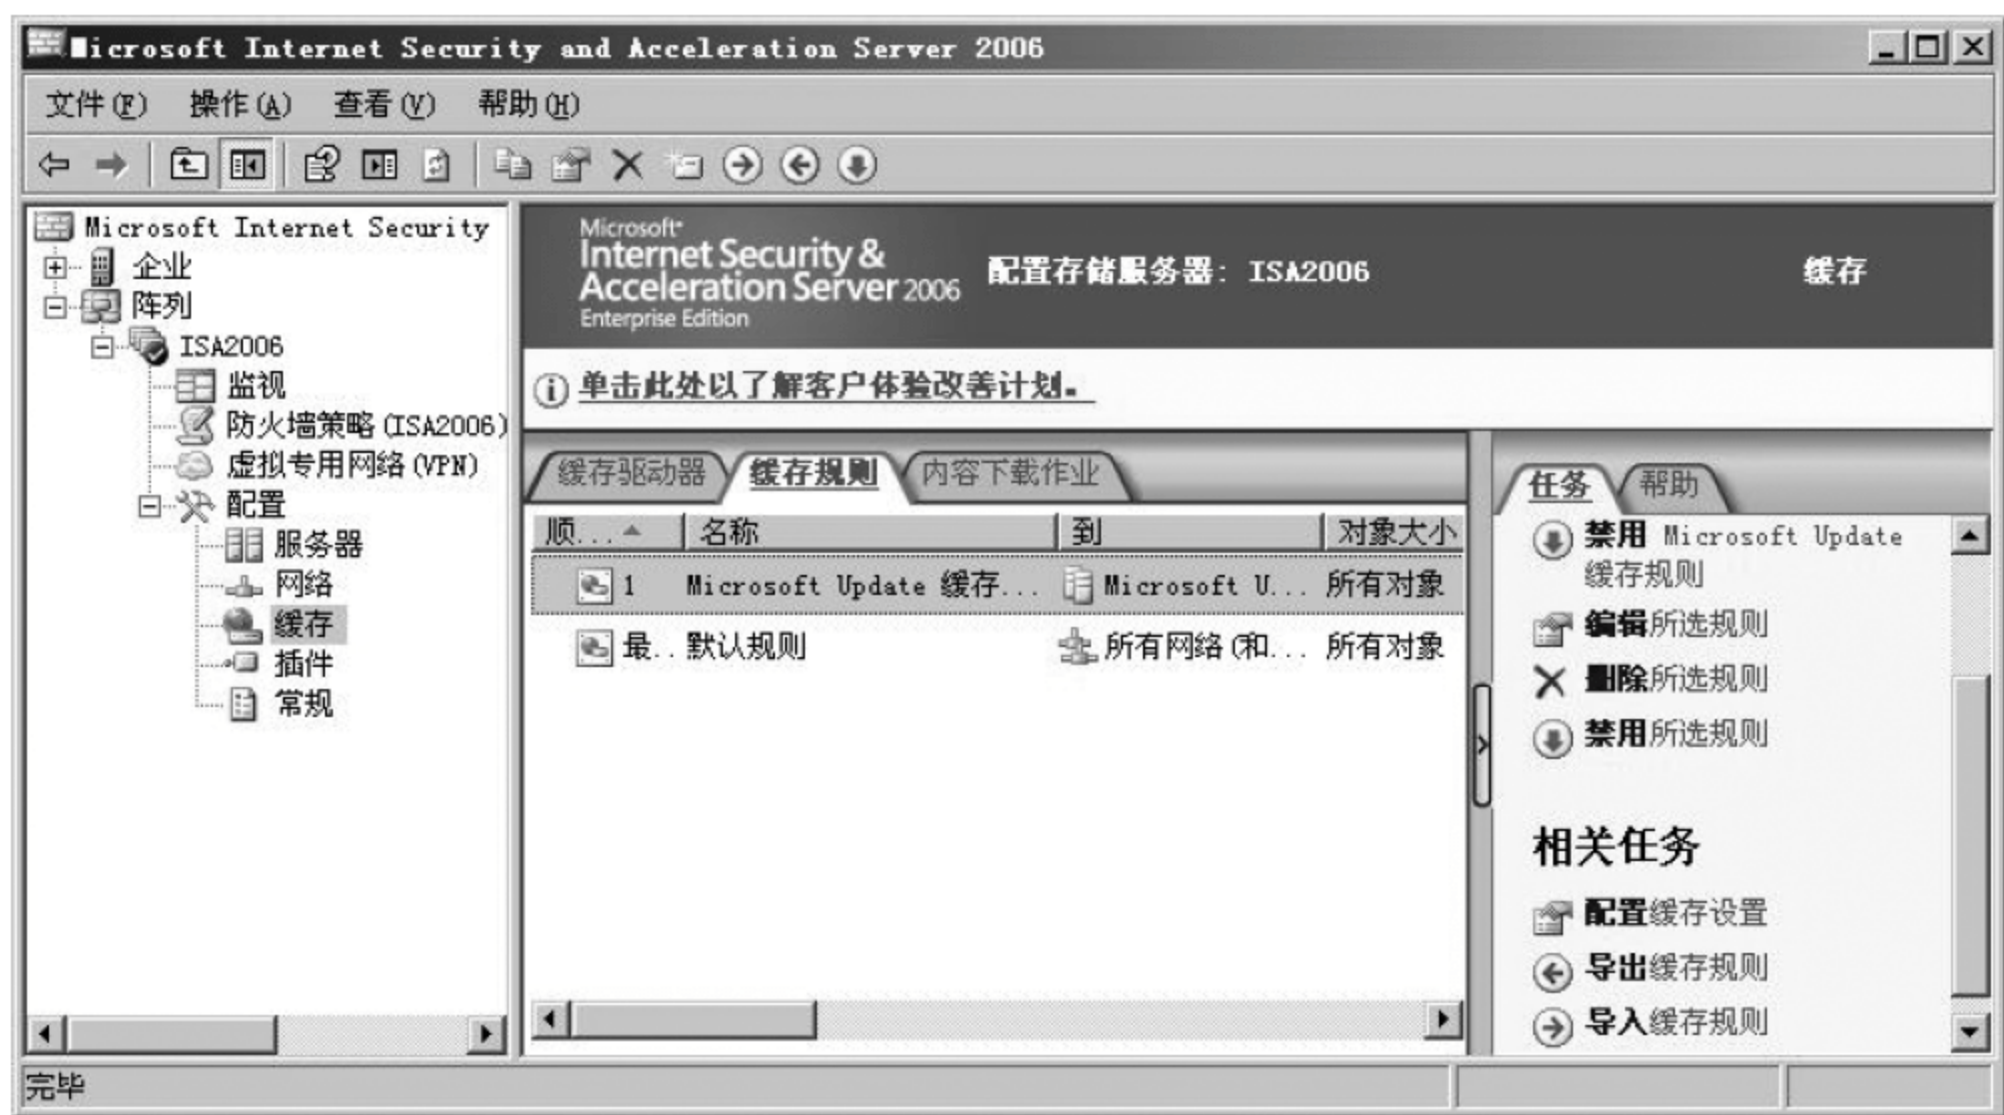 Microsoft Internet Security and Acceleration Server 2006
文件(F) 操作(A) 查看(V) 帮助(H)
Microsoft Internet Security
企业
阵列
ISA2006
监视
防火墙策略(ISA2006)
虚拟专用网络(VPN)
配置
服务器
网络
缓存
插件
常规
Microsoft
Internet Security &
Acceleration Server 2006
Enterprise Edition
配置存储服务器: ISA2006
缓存
单击此处以了解客户体验改善计划。
缓存驱动器 缓存规则 内容下载作业
顺... 名称 到 对象大小
1 Microsoft Update 缓存... Microsoft U... 所有对象
最.. 默认规则 所有网络(和... 所有对象
任务 帮助
禁用 Microsoft Update
缓存规则
编辑所选规则
删除所选规则
禁用所选规则
相关任务
配置缓存设置
导出缓存规则
导入缓存规则
完毕